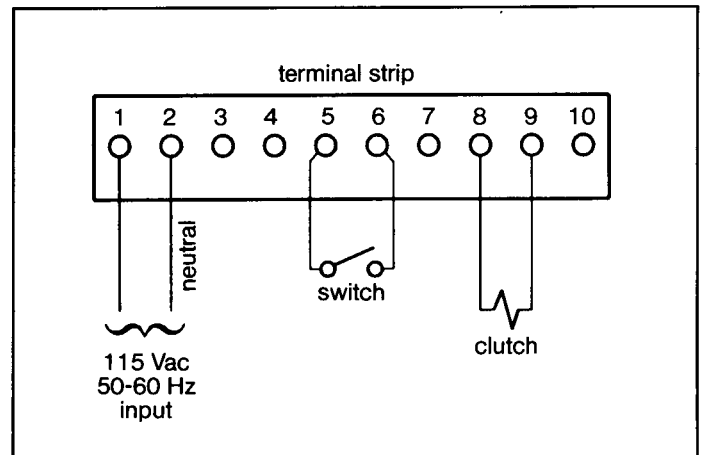 terminal strip
1 2 3 4 5 6 7 8 9 10
neutral
switch
clutch
115 Vac
50-60 Hz
input